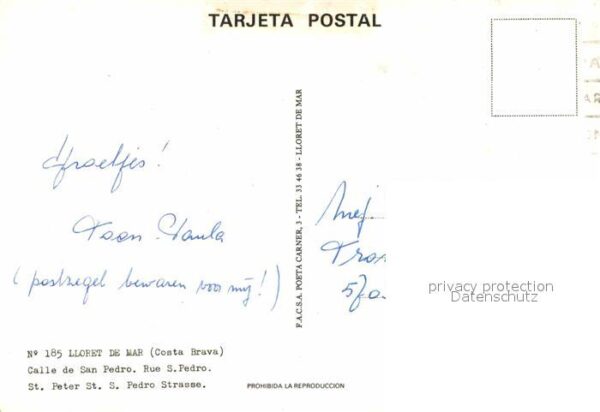 TARJETA POSTAL
Groetjes!
Toon - Paula
(postzegel bewaren voor mij!)
Nº 185 LLORET DE MAR (Costa Brava)
Calle de San Pedro. Rue S.Pedro.
St. Peter St. S. Pedro Strasse.
F.A.C.S.A. POETA CARNER, 3 - TEL. 33 46 38 - LLORET DE MAR
PROHIBIDA LA REPRODUCCION
privacy protection
Datenschutz